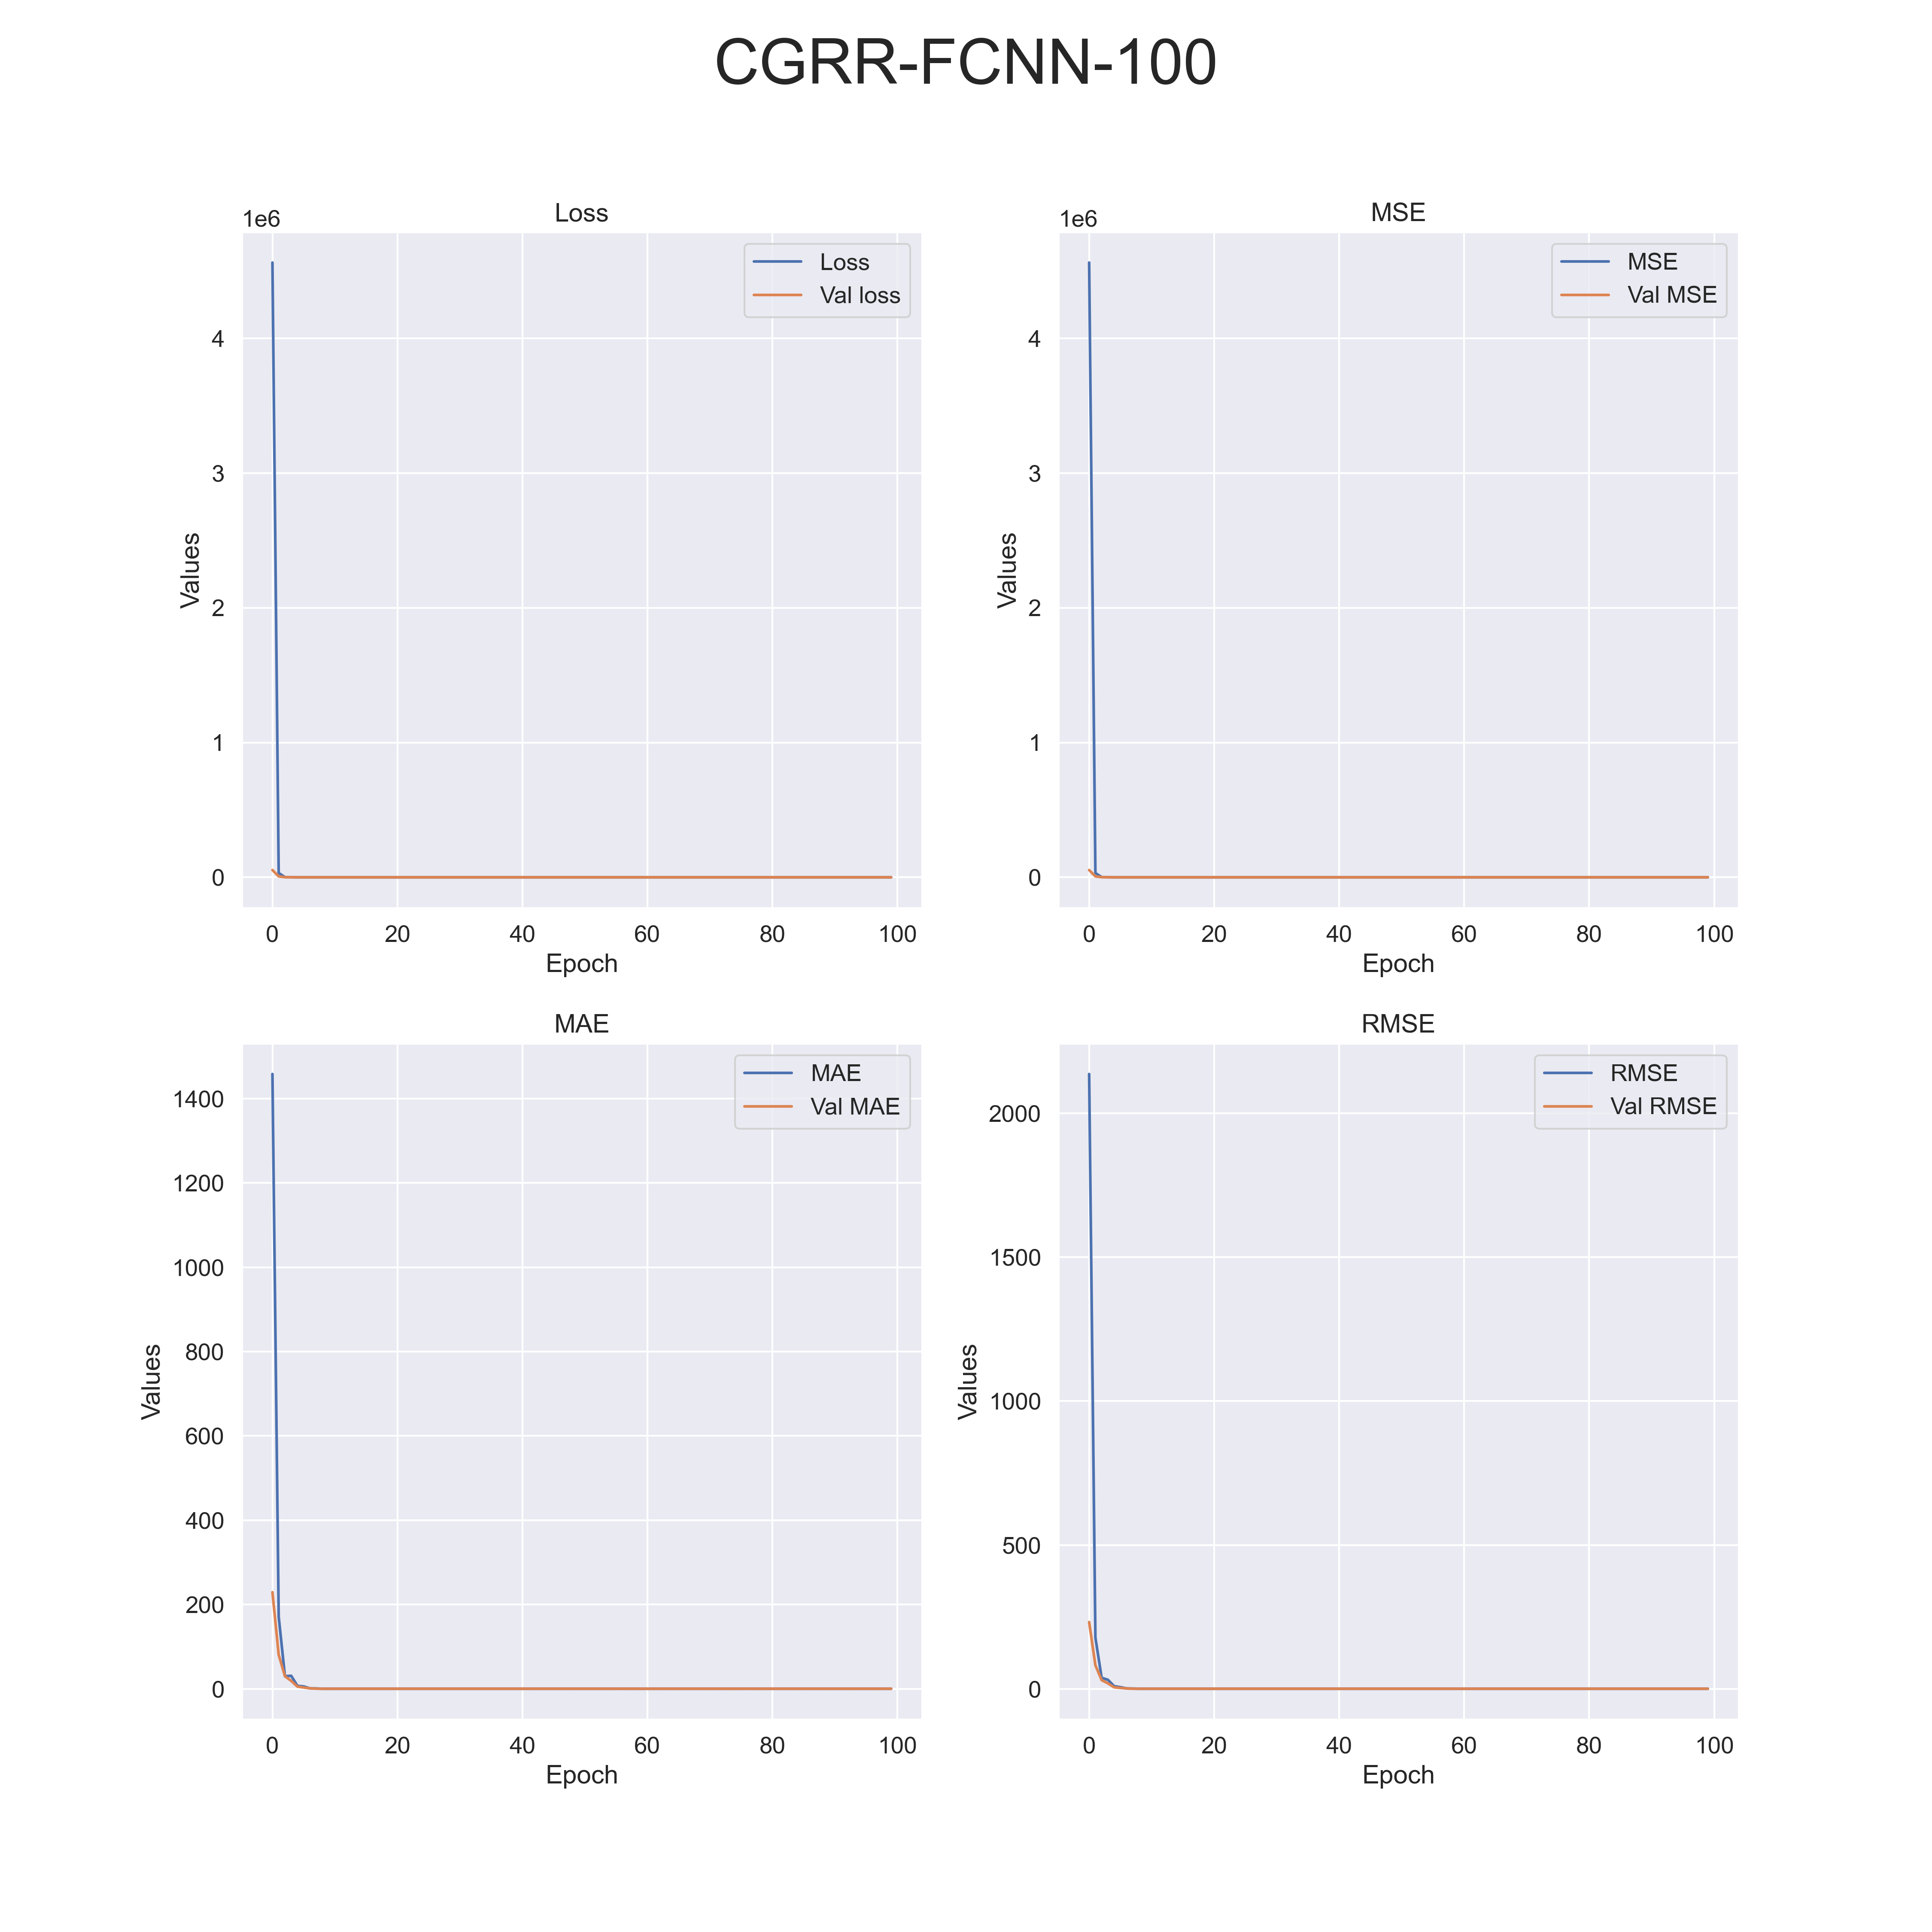 CGRR-FCNN-100
Loss
1e6
Loss
Val loss
4
3
2
1
0
Values
0 20 40 60 80 100
Epoch
MSE
1e6
MSE
Val MSE
4
3
2
1
0
Values
0 20 40 60 80 100
Epoch
MAE
MAE
Val MAE
1400
1200
1000
800
600
400
200
0
Values
0 20 40 60 80 100
Epoch
RMSE
RMSE
Val RMSE
2000
1500
1000
500
0
Values
0 20 40 60 80 100
Epoch